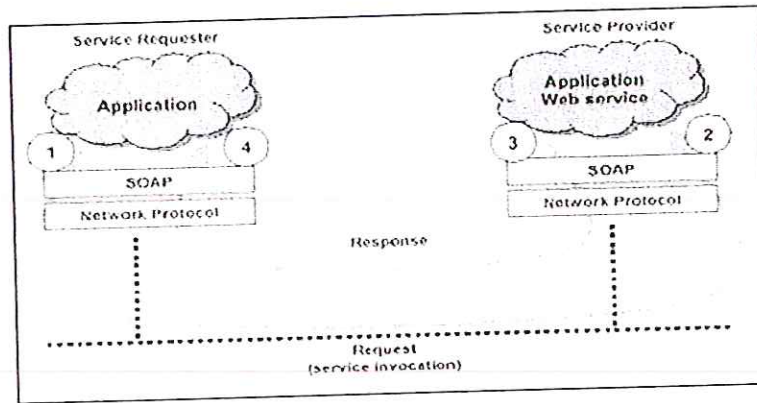 Service Requester
Service Provider
Application
Application
Web service
1
4
3
2
SOAP
SOAP
Network Protocol
Network Protocol
Response
Request
(service invocation)